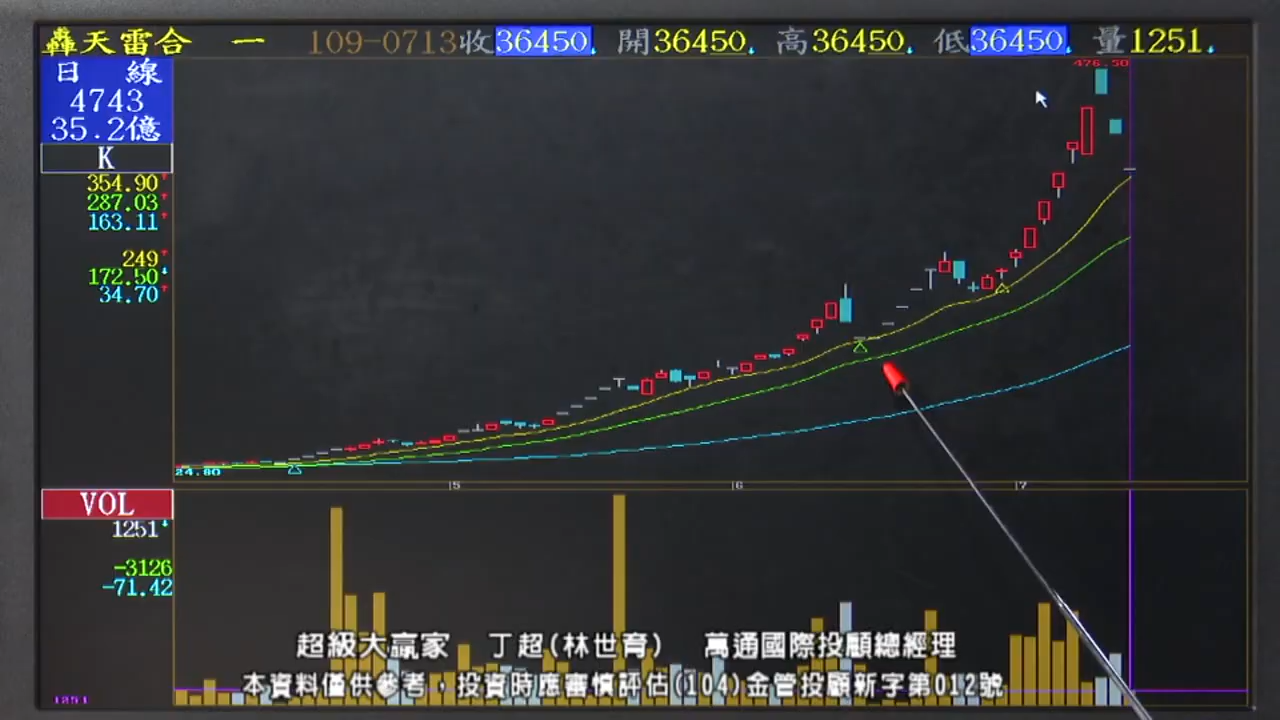 轟天雷合 一 109-0713收36450 開36450 高36450 低36450 量1251
日 線
4743
35.2億
K
354.90
287.03
163.11
249
172.50
34.70
476.50
24.80
5 6 7
VOL
1251
-3126
-71.42
超級大贏家 丁超(林世育) 萬通國際投顧總經理
本資料僅供參考,投資時應審慎評估(104)金管投顧新字第012號
1251